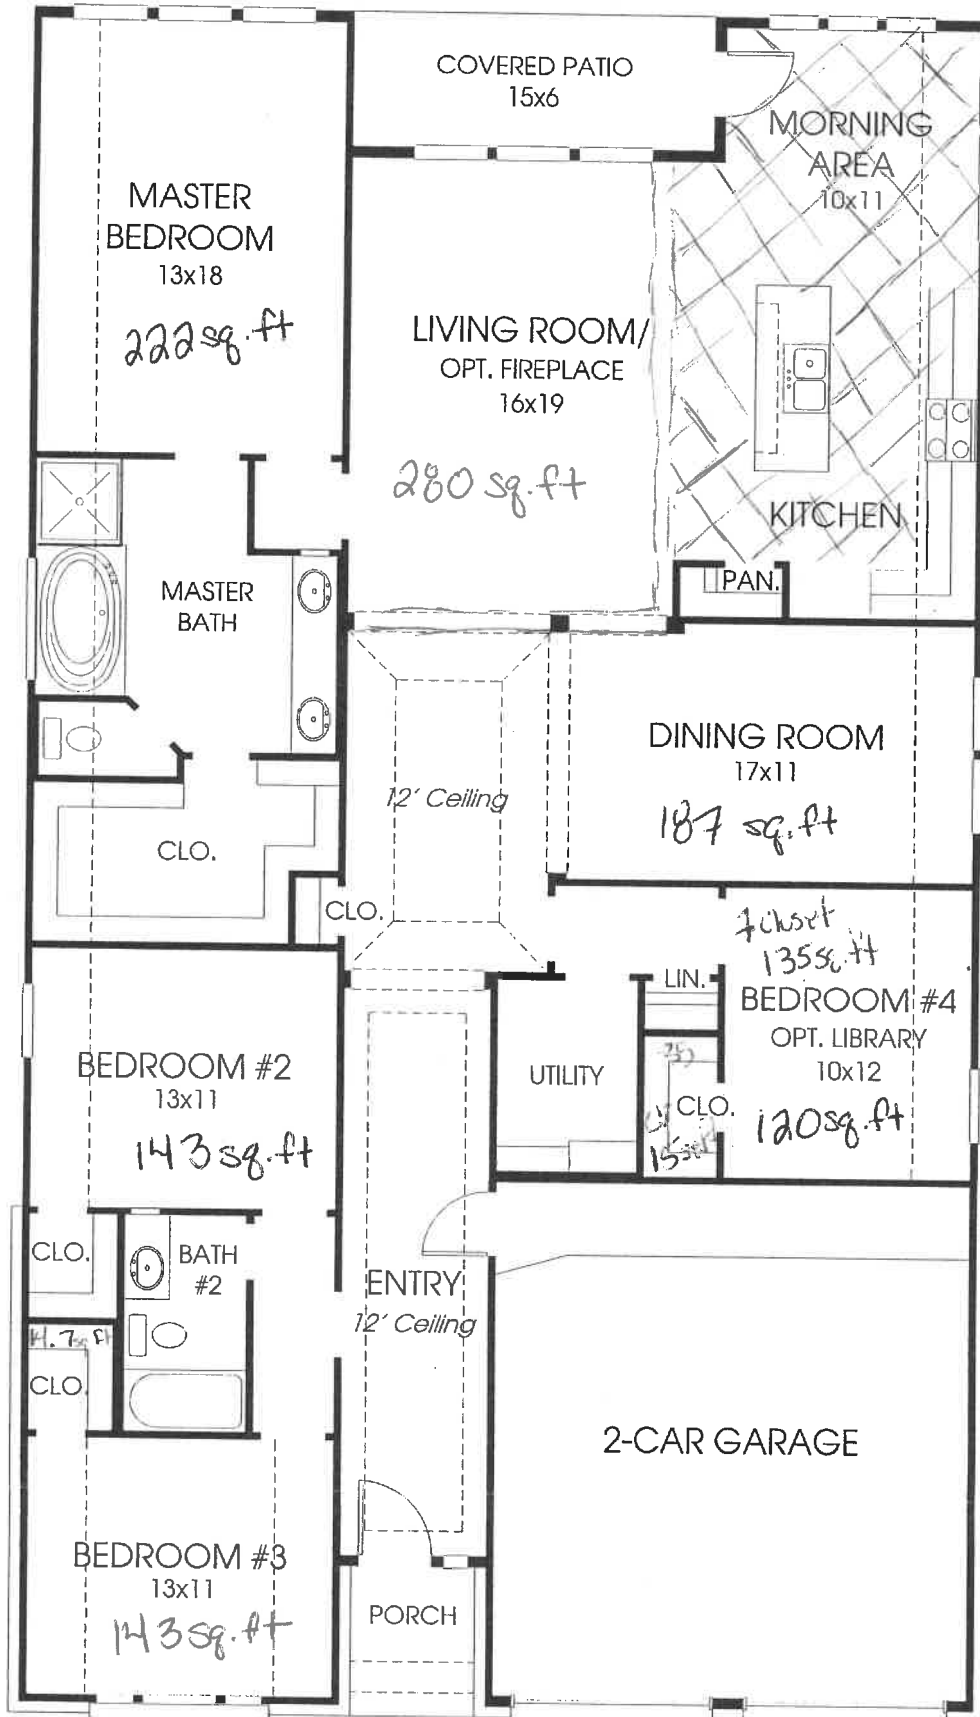 COVERED PATIO
15x6
MORNING
AREA
10x11
MASTER
BEDROOM
13x18
222 sq.ft
LIVING ROOM/
OPT. FIREPLACE
16x19
280 sq.ft
KITCHEN
PAN.
MASTER
BATH
DINING ROOM
17x11
187 sq.ft
12' Ceiling
CLO.
CLO.
135 sq.ft
LIN.
BEDROOM #4
OPT. LIBRARY
10x12
120 sq.ft
UTILITY
CLO.
BEDROOM #2
13x11
143 sq.ft
CLO.
BATH
#2
ENTRY
12' Ceiling
CLO.
2-CAR GARAGE
BEDROOM #3
13x11
143 sq.ft
PORCH